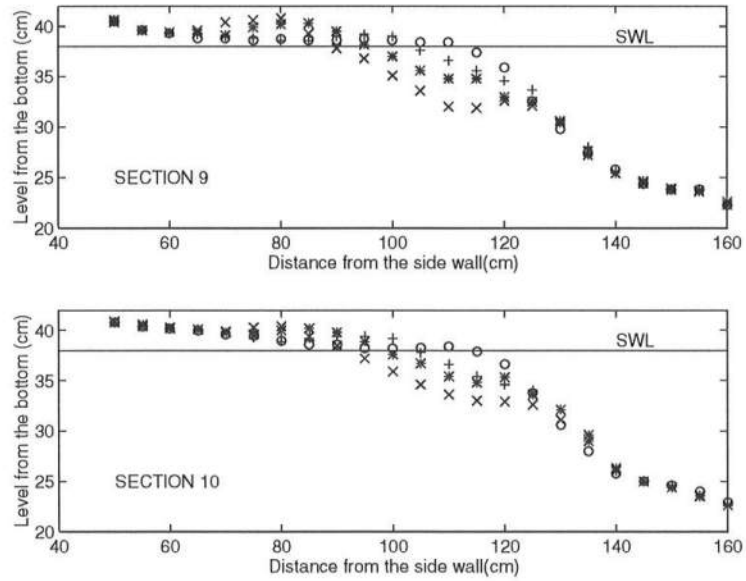 40
35
30
25
20
Level from the bottom (cm)
SWL
SECTION 9
40 60 80 100 120 140 160
Distance from the side wall(cm)
40
35
30
25
20
Level from the bottom (cm)
SWL
SECTION 10
40 60 80 100 120 140 160
Distance from the side wall(cm)